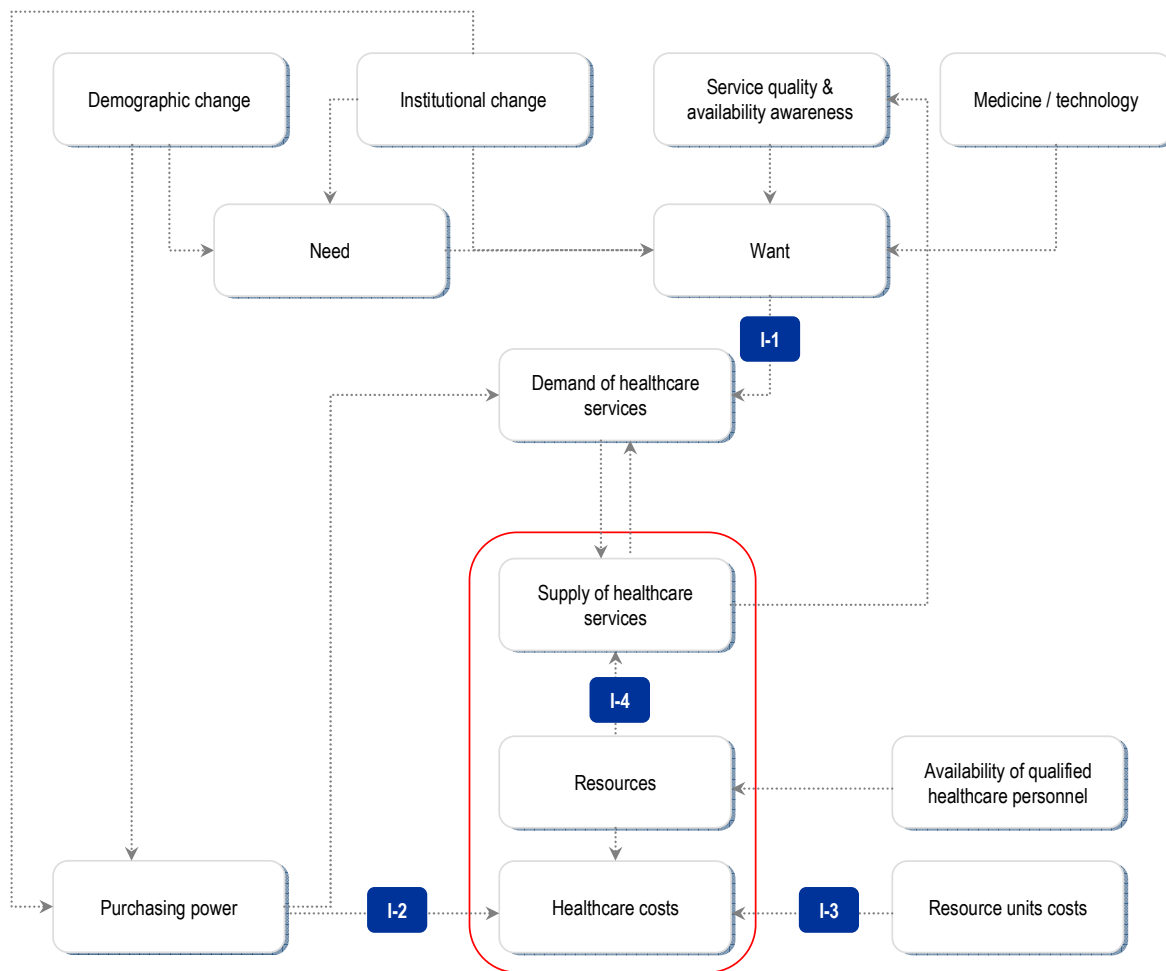 Demographic change
Institutional change
Service quality &
availability awareness
Medicine / technology
Need
Want
I-1
Demand of healthcare
services
Supply of healthcare
services
I-4
Resources
Availability of qualified
healthcare personnel
Purchasing power
I-2
Healthcare costs
I-3
Resource units costs